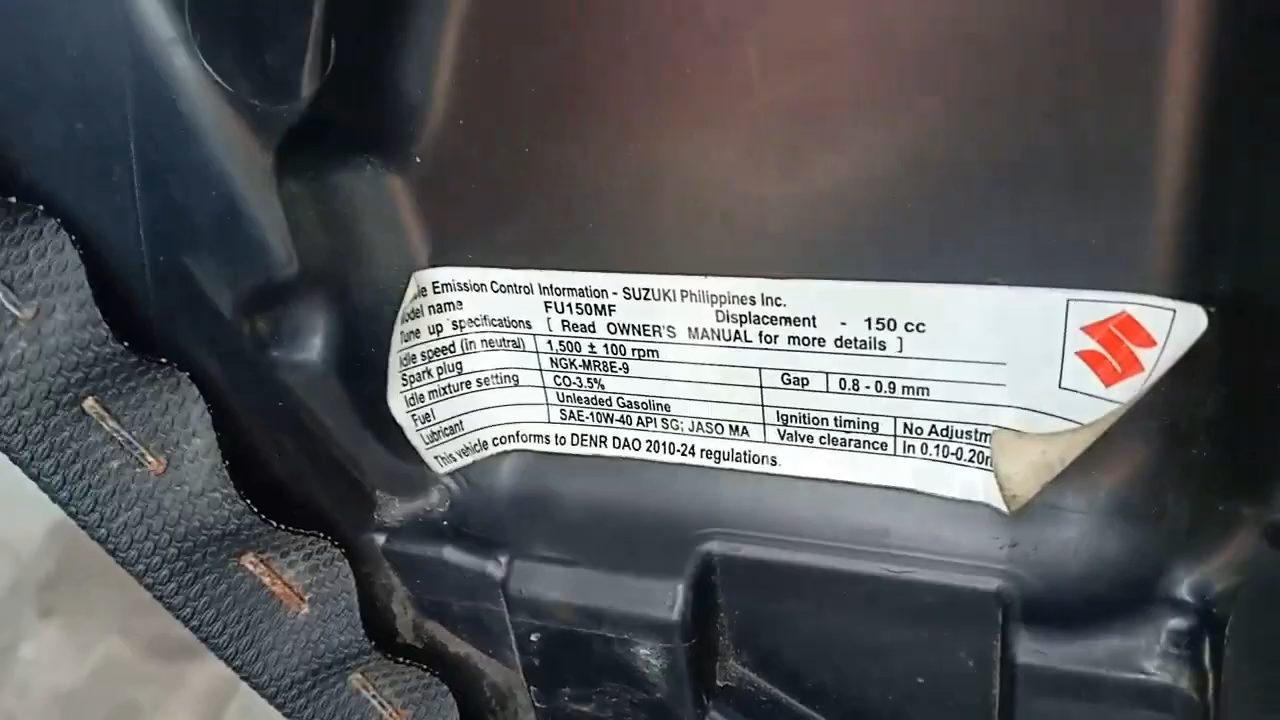 Emission Control Information - SUZUKI Philippines Inc.
Model name FU150MF Displacement - 150 cc
Tune up specifications [ Read OWNER'S MANUAL for more details ]
Idle speed (in neutral) 1,500 ± 100 rpm
Spark plug NGK-MR8E-9 Gap 0.8 - 0.9 mm
Idle mixture setting CO-3.5%
Fuel Unleaded Gasoline Ignition timing No Adjustm
Lubricant SAE-10W-40 API SG; JASO MA Valve clearance In 0.10-0.20
This vehicle conforms to DENR DAO 2010-24 regulations.